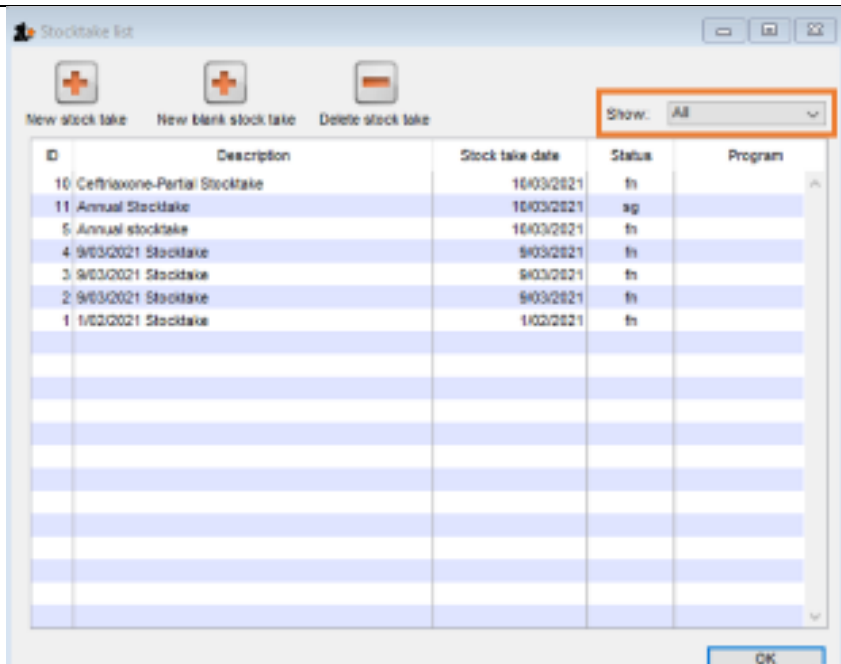 Stocktake list
New stock take New blank stock take Delete stock take Show: All
ID Description Stock take date Status Program
10 Ceftriaxone-Partial Stocktake 10/03/2021 fn
11 Annual Stocktake 10/03/2021 sg
5 Annual stocktake 10/03/2021 fn
4 9/03/2021 Stocktake 9/03/2021 fn
3 9/03/2021 Stocktake 9/03/2021 fn
2 9/03/2021 Stocktake 9/03/2021 fn
1 1/02/2021 Stocktake 1/02/2021 fn
OK